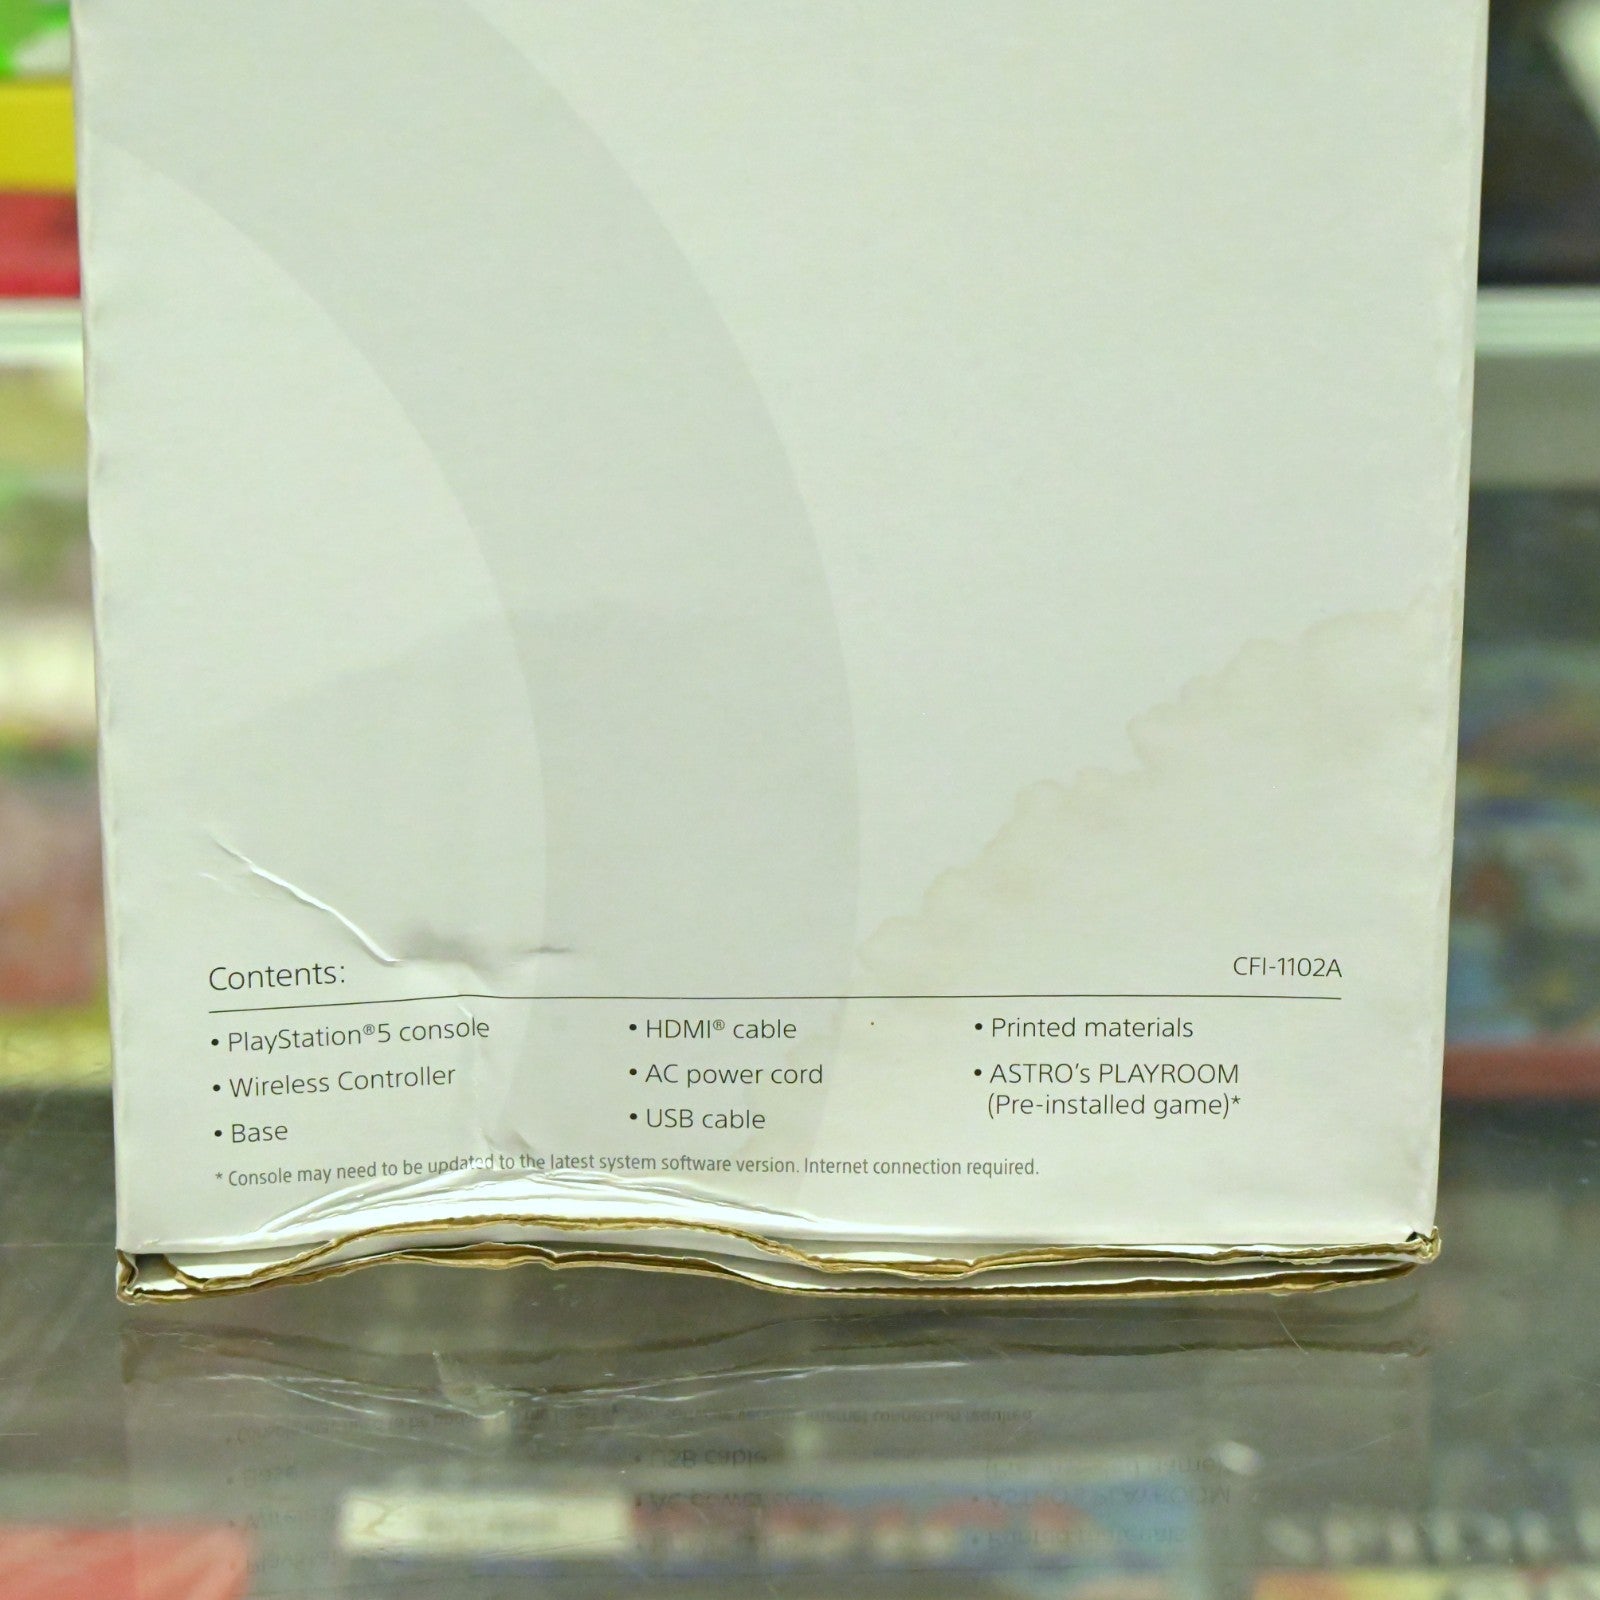 Contents:
CFI-1102A
• PlayStation®5 console
• Wireless Controller
• Base
• HDMI® cable
• AC power cord
• USB cable
• Printed materials
• ASTRO's PLAYROOM
(Pre-installed game)*
* Console may need to be updated to the latest system software version. Internet connection required.